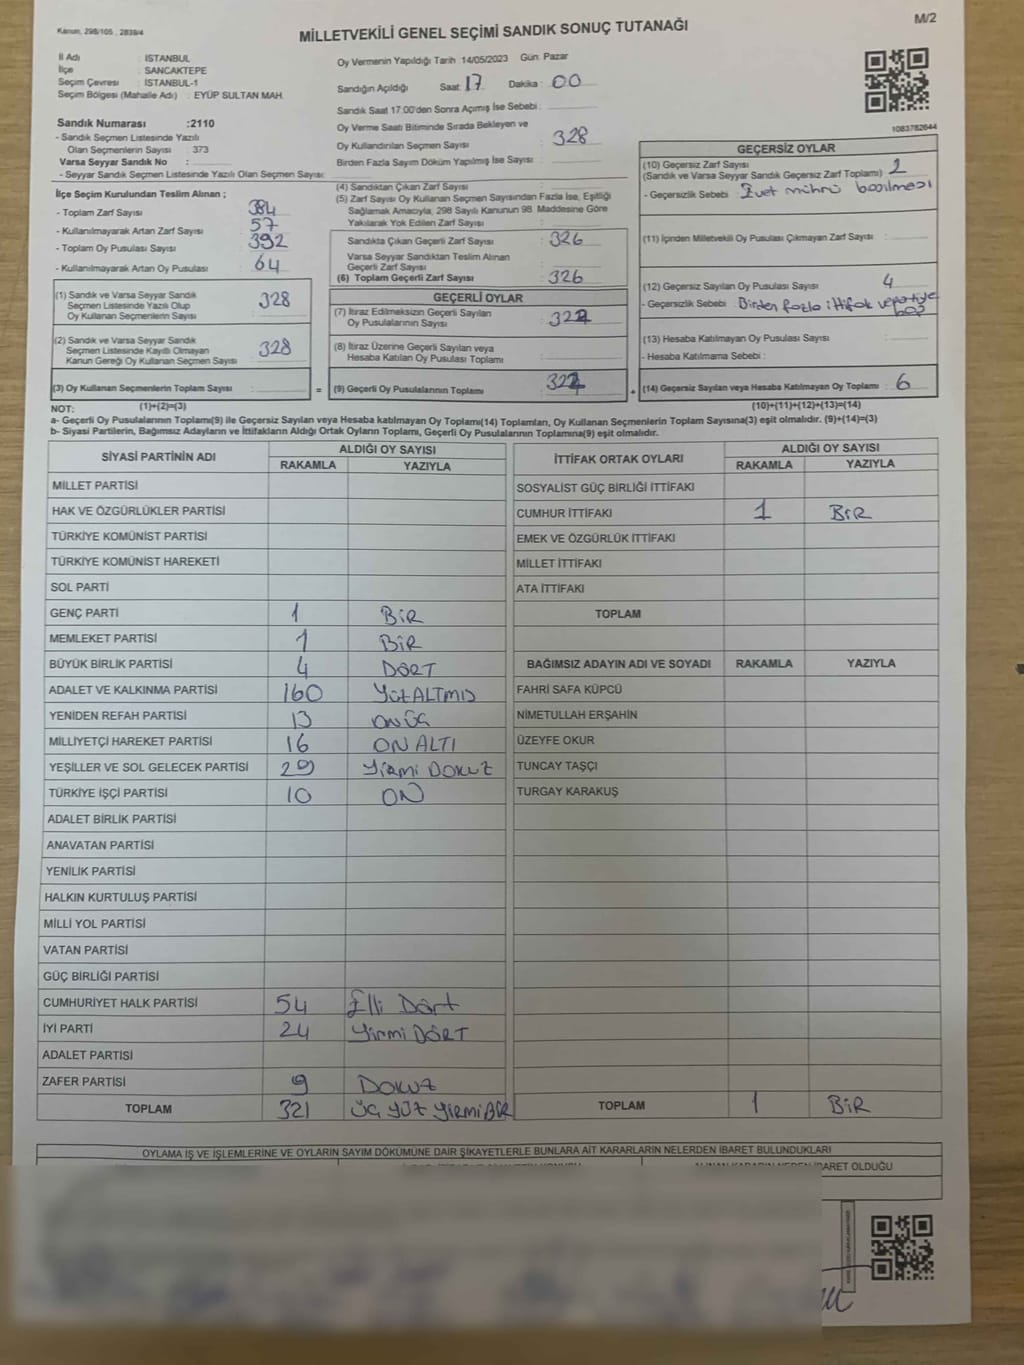 Kanun, 298/105 , 2839/4
MİLLETVEKİLİ GENEL SEÇİMİ SANDIK SONUÇ TUTANAĞI
M/2
İl Adı : İSTANBUL
İlçe : SANCAKTEPE
Seçim Çevresi : İSTANBUL-1
Seçim Bölgesi (Mahalle Adı) : EYÜP SULTAN MAH.
Sandık Numarası :2110
- Sandık Seçmen Listesinde Yazılı
Olan Seçmenlerin Sayısı : 373
Varsa Seyyar Sandık No :
- Seyyar Sandık Seçmen Listesinde Yazılı Olan Seçmen Sayısı:
Oy Vermenin Yapıldığı Tarih :14/05/2023 Gün: Pazar
Sandığın Açıldığı Saat: 17 Dakika : 00
Sandık Saat 17:00'den Sonra Açımış İse Sebebi :
Oy Verme Saati Bitiminde Sırada Bekleyen ve
Oy Kullandırılan Seçmen Sayısı : 328
Birden Fazla Sayım Döküm Yapılmış İse Sayısı :
1083782644
İlçe Seçim Kurulundan Teslim Alınan ;
- Toplam Zarf Sayısı : 384
- Kullanılmayarak Artan Zarf Sayısı : 57
- Toplam Oy Pusulası Sayısı : 392
- Kullanılmayarak Artan Oy Pusulası : 64
(1) Sandık ve Varsa Seyyar Sandık
Seçmen Listesinde Yazılı Olup
Oy Kullanan Seçmenlerin Sayısı : 328
(2) Sandık ve Varsa Seyyar Sandık
Seçmen Listesinde Kayıtlı Olmayan
Kanun Gereği Oy Kullanan Seçmen Sayısı : 328
(3) Oy Kullanan Seçmenlerin Toplam Sayısı :
(4) Sandıktan Çıkan Zarf Sayısı :
(5) Zarf Sayısı Oy Kullanan Seçmen Sayısından Fazla İse, Eşitliği
Sağlamak Amacıyla, 298 Sayılı Kanunun 98. Maddesine Göre
Yakılarak Yok Edilen Zarf Sayısı :
Sandıkta Çıkan Geçerli Zarf Sayısı : 326
Varsa Seyyar Sandıktan Teslim Alınan
Geçerli Zarf Sayısı :
(6) Toplam Geçerli Zarf Sayısı : 326
GEÇERLİ OYLAR
(7) İtiraz Edilmeksizin Geçerli Sayılan
Oy Pusulalarının Sayısı :
(8) İtiraz Üzerine Geçerli Sayılan veya
Hesaba Katılan Oy Pusulası Toplamı :
= (9) Geçerli Oy Pusulalarının Toplamı :
GEÇERSİZ OYLAR
(10) Geçersiz Zarf Sayısı
(Sandık ve Varsa Seyyar Sandık Geçersiz Zarf Toplamı) :
- Geçersizlik Sebebi : Evet mührü basılması
(11) İçinden Milletvekili Oy Pusulası Çıkmayan Zarf Sayısı :
(12) Geçersiz Sayılan Oy Pusulası Sayısı : 4
- Geçersizlik Sebebi : Birden fazla ittifak
(13) Hesaba Katılmayan Oy Pusulası Sayısı :
- Hesaba Katılmama Sebebi :
+ (14) Geçersiz Sayılan veya Hesaba Katılmayan Oy Toplamı : 6
NOT: (1)+(2)=(3) (10)+(11)+(12)+(13)=(14)
a- Geçerli Oy Pusulalarının Toplamı(9) ile Geçersiz Sayılan veya Hesaba katılmayan Oy Toplamı(14) Toplamları, Oy Kullanan Seçmenlerin Toplam Sayısına(3) eşit olmalıdır. (9)+(14)=(3)
b- Siyasi Partilerin, Bağımsız Adayların ve İttifakların Aldığı Ortak Oyların Toplamı, Geçerli Oy Pusulalarının Toplamına(9) eşit olmalıdır.
SİYASİ PARTİNİN ADI ALDIĞI OY SAYISI
RAKAMLA YAZIYLA
MİLLET PARTİSİ
HAK VE ÖZGÜRLÜKLER PARTİSİ
TÜRKİYE KOMÜNİST PARTİSİ
TÜRKİYE KOMÜNİST HAREKETİ
SOL PARTİ
GENÇ PARTİ 1 BİR
MEMLEKET PARTİSİ 1 BİR
BÜYÜK BİRLİK PARTİSİ 4 DÖRT
ADALET VE KALKINMA PARTİSİ 160 YüzALTMIŞ
YENİDEN REFAH PARTİSİ 13 ONÜÇ
MİLLİYETÇİ HAREKET PARTİSİ 16 ON ALTI
YEŞİLLER VE SOL GELECEK PARTİSİ 29 Yirmi DOKUZ
TÜRKİYE İŞÇİ PARTİSİ 10 ON
ADALET BİRLİK PARTİSİ
ANAVATAN PARTİSİ
YENİLİK PARTİSİ
HALKIN KURTULUŞ PARTİSİ
MİLLİ YOL PARTİSİ
VATAN PARTİSİ
GÜÇ BİRLİĞİ PARTİSİ
CUMHURİYET HALK PARTİSİ 54 Elli Dört
İYİ PARTİ 24 Yirmi DÖRT
ADALET PARTİSİ
ZAFER PARTİSİ 9 DOKUZ
TOPLAM 321 Üç YÜZ YİRMİ BİR
İTTİFAK ORTAK OYLARI ALDIĞI OY SAYISI
RAKAMLA YAZIYLA
SOSYALİST GÜÇ BİRLİĞİ İTTİFAKI
CUMHUR İTTİFAKI 1 BİR
EMEK VE ÖZGÜRLÜK İTTİFAKI
MİLLET İTTİFAKI
ATA İTTİFAKI
TOPLAM
BAĞIMSIZ ADAYIN ADI VE SOYADI RAKAMLA YAZIYLA
FAHRİ SAFA KÜPCÜ
NİMETULLAH ERŞAHİN
ÜZEYFE OKUR
TUNCAY TAŞÇI
TURGAY KARAKUŞ
TOPLAM 1 BİR
OYLAMA İŞ VE İŞLEMLERİNE VE OYLARIN SAYIM DÖKÜMÜNE DAİR ŞİKAYETLERLE BUNLARA AİT KARARLARIN NELERDEN İBARET BULUNDUKLARI
İBARET OLDUĞU